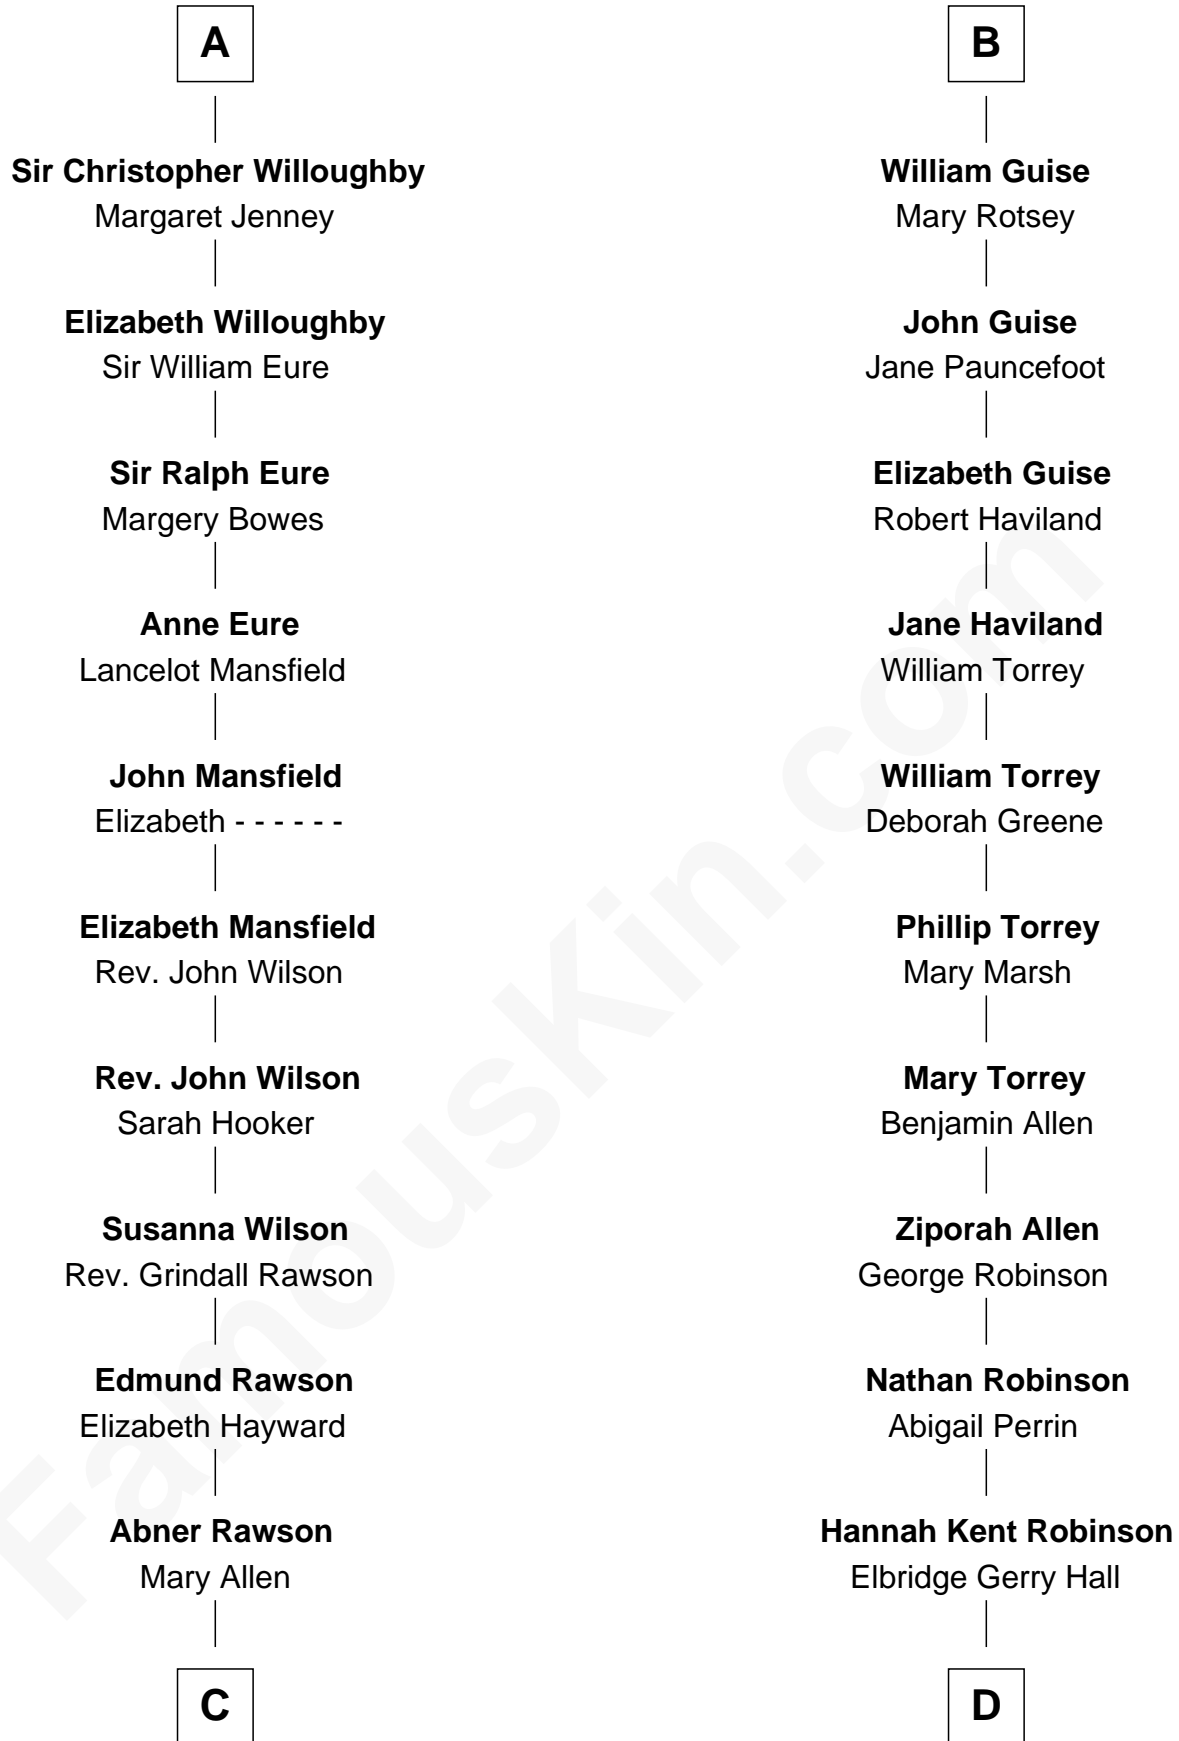 A
Sir Christopher Willoughby
Margaret Jenney
Elizabeth Willoughby
Sir William Eure
Sir Ralph Eure
Margery Bowes
Anne Eure
Lancelot Mansfield
John Mansfield
Elizabeth - - - - - -
Elizabeth Mansfield
Rev. John Wilson
Rev. John Wilson
Sarah Hooker
Susanna Wilson
Rev. Grindall Rawson
Edmund Rawson
Elizabeth Hayward
Abner Rawson
Mary Allen
C
B
William Guise
Mary Rotsey
John Guise
Jane Pauncefoot
Elizabeth Guise
Robert Haviland
Jane Haviland
William Torrey
William Torrey
Deborah Greene
Phillip Torrey
Mary Marsh
Mary Torrey
Benjamin Allen
Ziporah Allen
George Robinson
Nathan Robinson
Abigail Perrin
Hannah Kent Robinson
Elbridge Gerry Hall
D
FamousKin.com